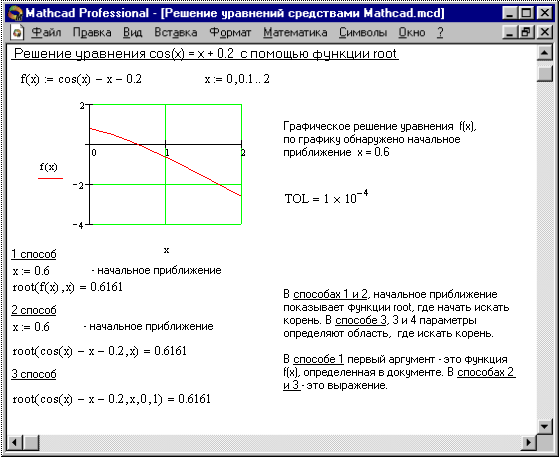 Mathcad Professional - [Решение уравнений средствами Mathcad.mcd]
Файл Правка Вид Вставка Формат Математика Символы Окно ?
Решение уравнения cos(x) = x + 0.2 с помощью функции root
f(x) := cos(x) − x − 0.2 x := 0,0.1 .. 2
2
0 1 2
f(x)
−2
−4
x
Графическое решение уравнения f(x),
по графику обнаружено начальное
приближение x = 0.6
TOL = 1 × 10⁻⁴
1 способ
x := 0.6 - начальное приближение
root(f(x),x) = 0.6161
2 способ
x := 0.6 - начальное приближение
root(cos(x) − x − 0.2,x) = 0.6161
3 способ
root(cos(x) − x − 0.2,x,0,1) = 0.6161
В способах 1 и 2, начальное приближение
показывает функции root, где начать искать
корень. В способе 3, 3 и 4 параметры
определяют область, где искать корень.
В способе 1 первый аргумент - это функция
f(x), определенная в документе. В способах 2
и 3 - это выражение.